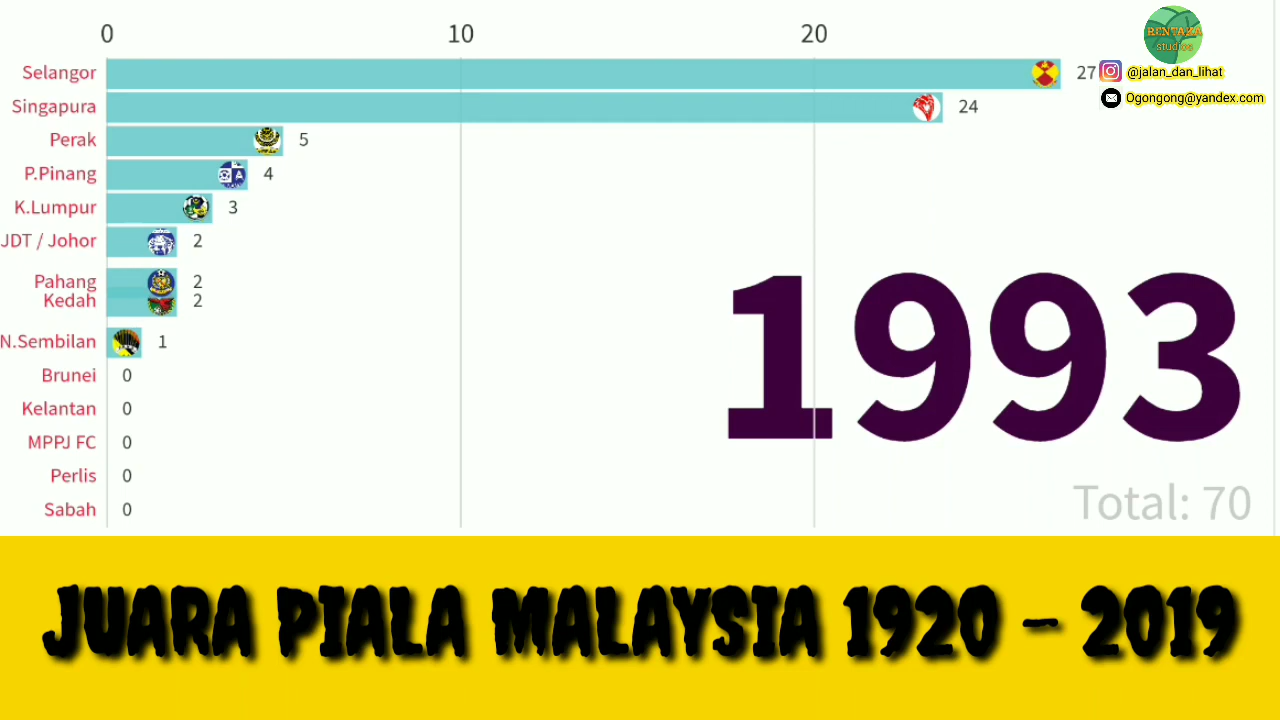 0 10 20
RENTAKA
studios
Selangor 27 @jalan_dan_lihat
Singapura 24 Ogongong@yandex.com
Perak 5
P.Pinang 4
K.Lumpur 3
JDT / Johor 2
Pahang 2
Kedah 2
1993
N.Sembilan 1
Brunei 0
Kelantan 0
MPPJ FC 0
Perlis 0
Sabah 0
Total: 70
JUARA PIALA MALAYSIA 1920 - 2019